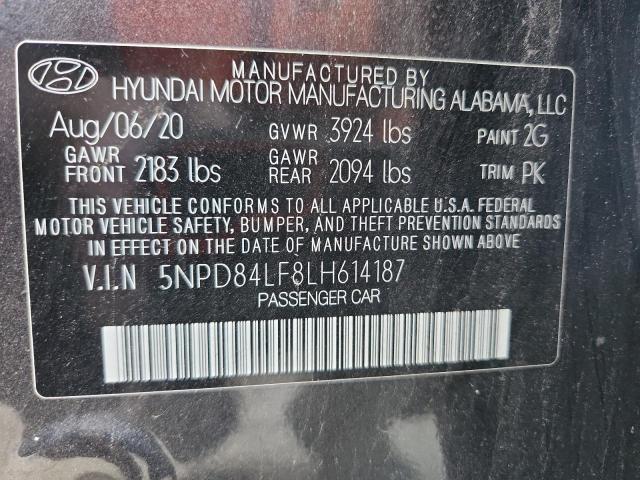 MANUFACTURED BY
HYUNDAI MOTOR MANUFACTURING ALABAMA, LLC
Aug/06/20 GVWR 3924 lbs PAINT 2G
GAWR FRONT 2183 lbs GAWR REAR 2094 lbs TRIM PK
THIS VEHICLE CONFORMS TO ALL APPLICABLE U.S.A. FEDERAL
MOTOR VEHICLE SAFETY, BUMPER, AND THEFT PREVENTION STANDARDS
IN EFFECT ON THE DATE OF MANUFACTURE SHOWN ABOVE.
V.I.N 5NPD84LF8LH614187
PASSENGER CAR